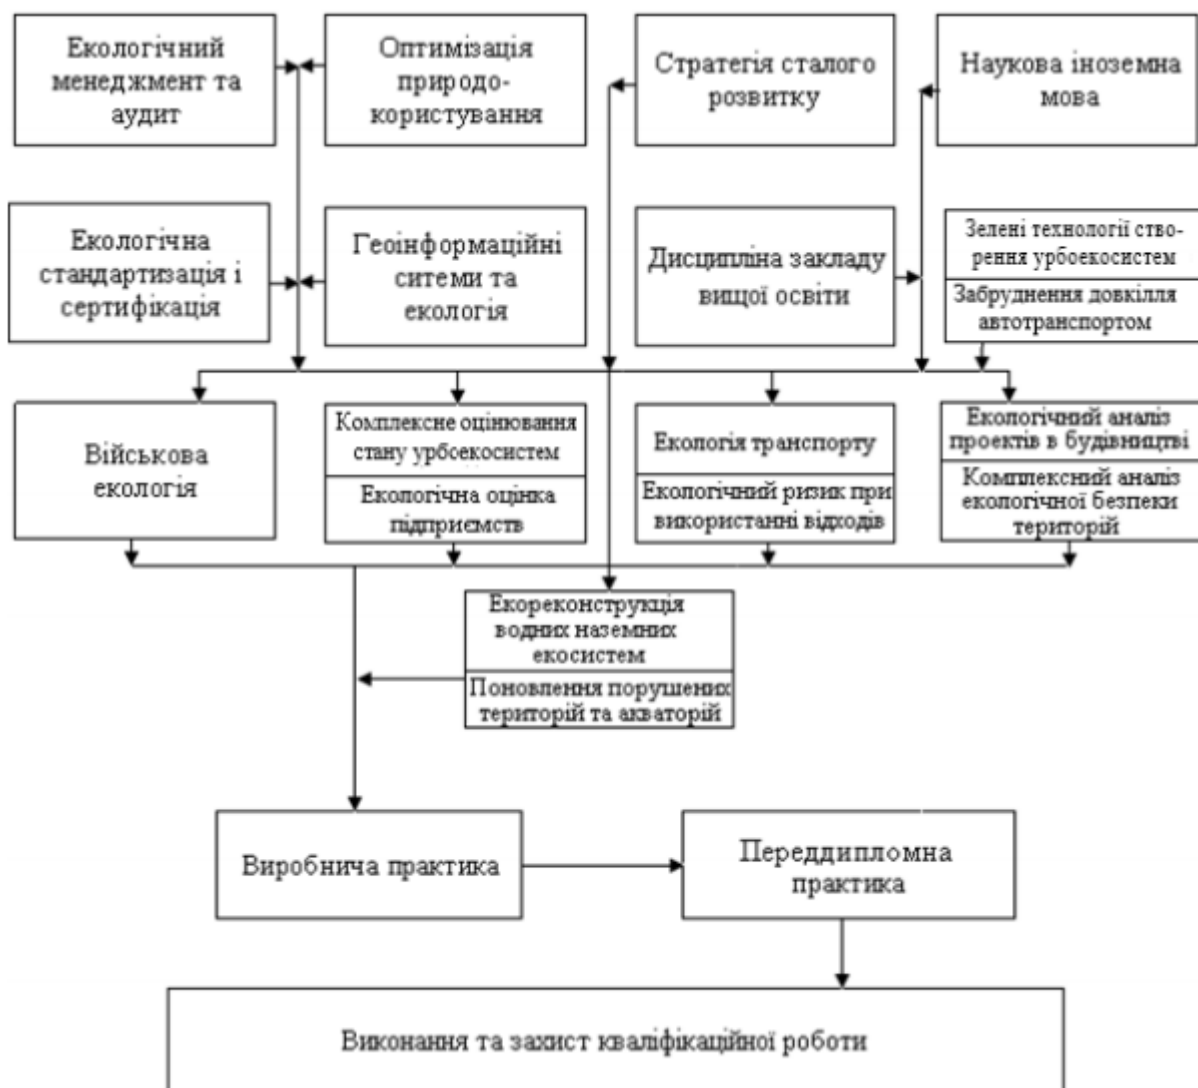 Екологічний
менеджмент та
аудит
Оптимізація
природо-
користування
Стратегія сталого
розвитку
Наукова іноземна
мова
Екологічна
стандартизація і
сертифікація
Геоінформаційні
ситеми та
екологія
Дисципліна закладу
вищої освіти
Зелені технології ство-
рення урбоекосистем
Забруднення довкілля
автотранспортом
Військова
екологія
Комплексне оцінювання
стану урбоекосистем
Екологічна оцінка
підприємств
Екологія транспорту
Екологічний ризик при
використанні відходів
Екологічний аналіз
проектів в будівництві
Комплексний аналіз
екологічної безпеки
територій
Екореконструкція
водних наземних
екосистем
Поновлення порушених
територій та акваторій
Виробнича практика
Переддипломна
практика
Виконання та захист кваліфікаційної роботи